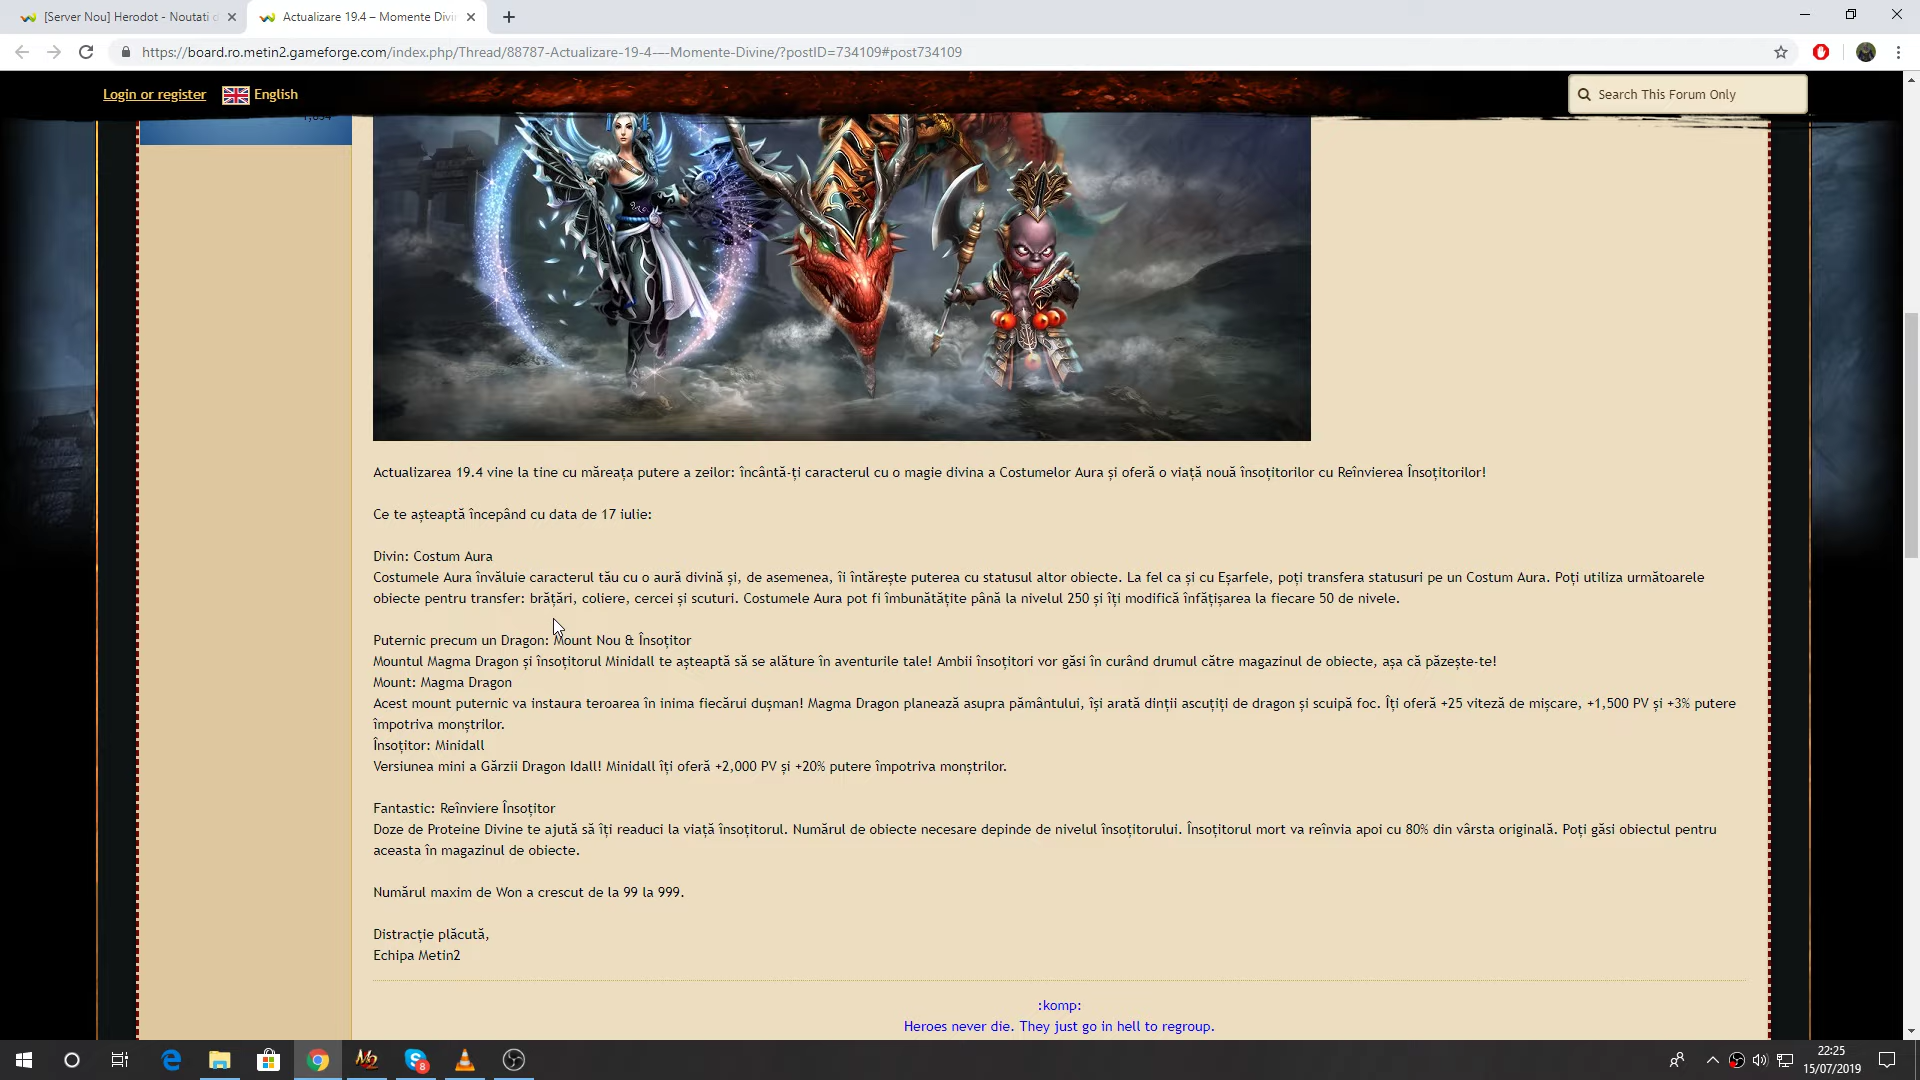 [Server Nou] Herodot - Noutati d
Actualizare 19.4 – Momente Divi
https://board.ro.metin2.gameforge.com/index.php/Thread/88787-Actualizare-19-4-–-Momente-Divine/?postID=734109#post734109
Login or register
English
Search This Forum Only
Actualizarea 19.4 vine la tine cu măreața putere a zeilor: încântă-ți caracterul cu o magie divina a Costumelor Aura și oferă o viață nouă însoțitorilor cu Reînvierea Însoțitorilor!
Ce te așteaptă începând cu data de 17 iulie:
Divin: Costum Aura
Costumele Aura învăluie caracterul tău cu o aură divină și, de asemenea, îi întărește puterea cu statusul altor obiecte. La fel ca și cu Eșarfele, poți transfera statusuri pe un Costum Aura. Poți utiliza următoarele
obiecte pentru transfer: brățări, coliere, cercei și scuturi. Costumele Aura pot fi îmbunătățite până la nivelul 250 și îți modifică înfățișarea la fiecare 50 de nivele.
Puternic precum un Dragon: Mount Nou & Însoțitor
Mountul Magma Dragon și însoțitorul Minidall te așteaptă să se alăture în aventurile tale! Ambii însoțitori vor găsi în curând drumul către magazinul de obiecte, așa că păzește-te!
Mount: Magma Dragon
Acest mount puternic va instaura teroarea în inima fiecărui dușman! Magma Dragon planează asupra pământului, își arată dinții ascuțiți de dragon și scuipă foc. Îți oferă +25 viteză de mișcare, +1,500 PV și +3% putere
împotriva monștrilor.
Însoțitor: Minidall
Versiunea mini a Gărzii Dragon Idall! Minidall îți oferă +2,000 PV și +20% putere împotriva monștrilor.
Fantastic: Reînviere Însoțitor
Doze de Proteine Divine te ajută să îți readuci la viață însoțitorul. Numărul de obiecte necesare depinde de nivelul însoțitorului. Însoțitorul mort va reînvia apoi cu 80% din vârsta originală. Poți găsi obiectul pentru
aceasta în magazinul de obiecte.
Numărul maxim de Won a crescut de la 99 la 999.
Distracție plăcută,
Echipa Metin2
:komp:
Heroes never die. They just go in hell to regroup.
8
22:25
15/07/2019